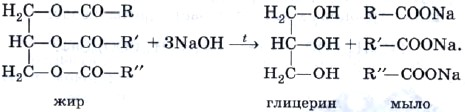 H₂C—O—CO—R H₂C—OH R—COONa
HC—O—CO—R′ + 3NaOH —t→ HC—OH + R′—COONa.
H₂C—O—CO—R″ H₂C—OH R″—COONa
жир глицерин мыло